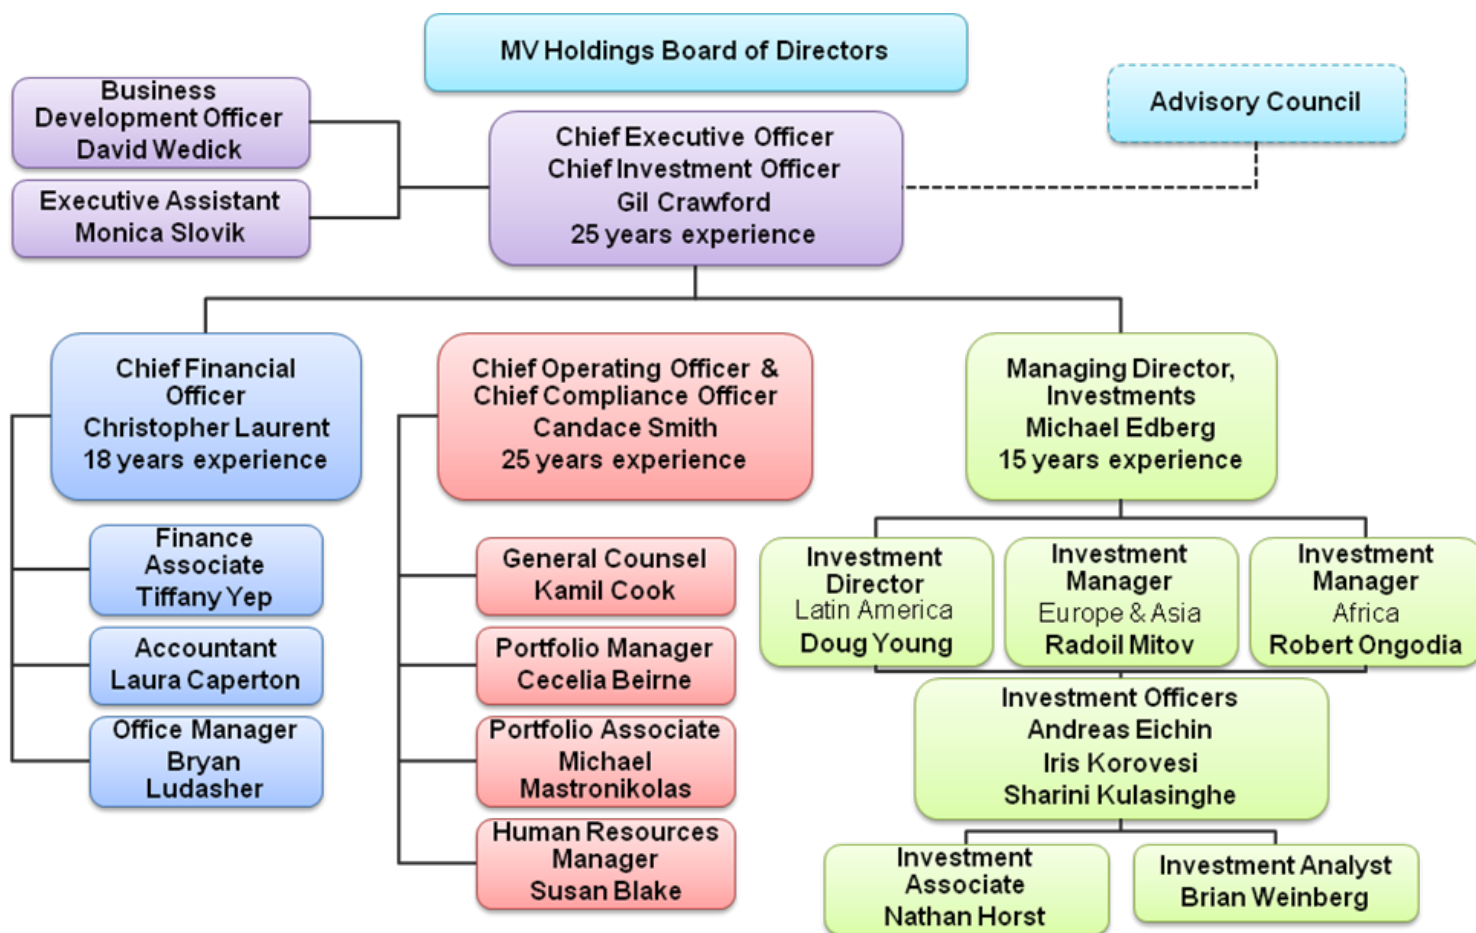 MV Holdings Board of Directors
Advisory Council
Business
Development Officer
David Wedick
Executive Assistant
Monica Slovik
Chief Executive Officer
Chief Investment Officer
Gil Crawford
25 years experience
Chief Financial
Officer
Christopher Laurent
18 years experience
Finance
Associate
Tiffany Yep
Accountant
Laura Caperton
Office Manager
Bryan
Ludasher
Chief Operating Officer &
Chief Compliance Officer
Candace Smith
25 years experience
General Counsel
Kamil Cook
Portfolio Manager
Cecelia Beirne
Portfolio Associate
Michael
Mastronikolas
Human Resources
Manager
Susan Blake
Managing Director,
Investments
Michael Edberg
15 years experience
Investment
Director
Latin America
Doug Young
Investment
Manager
Europe & Asia
Radoil Mitov
Investment
Manager
Africa
Robert Ongodia
Investment Officers
Andreas Eichin
Iris Korovesi
Sharini Kulasinghe
Investment
Associate
Nathan Horst
Investment Analyst
Brian Weinberg